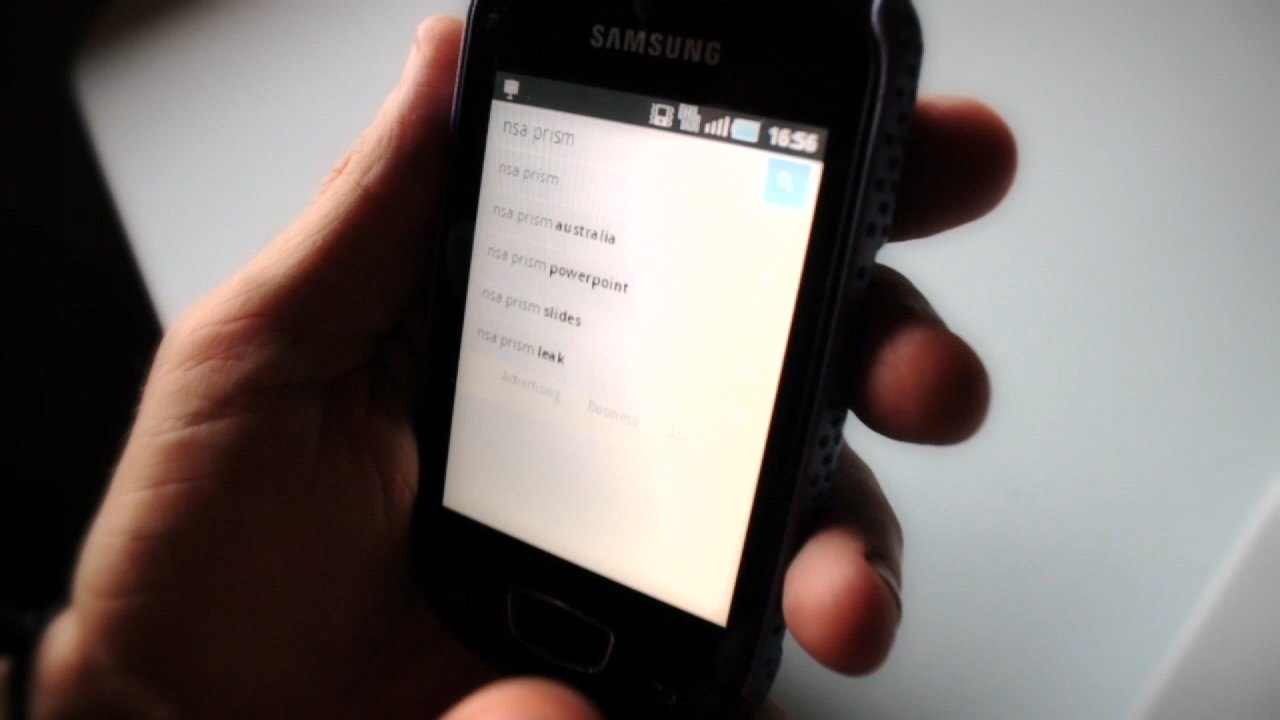 SAMSUNG
16:56
nsa prism
nsa prism
nsa prism australia
nsa prism powerpoint
nsa prism slides
nsa prism leak
Advertising Business